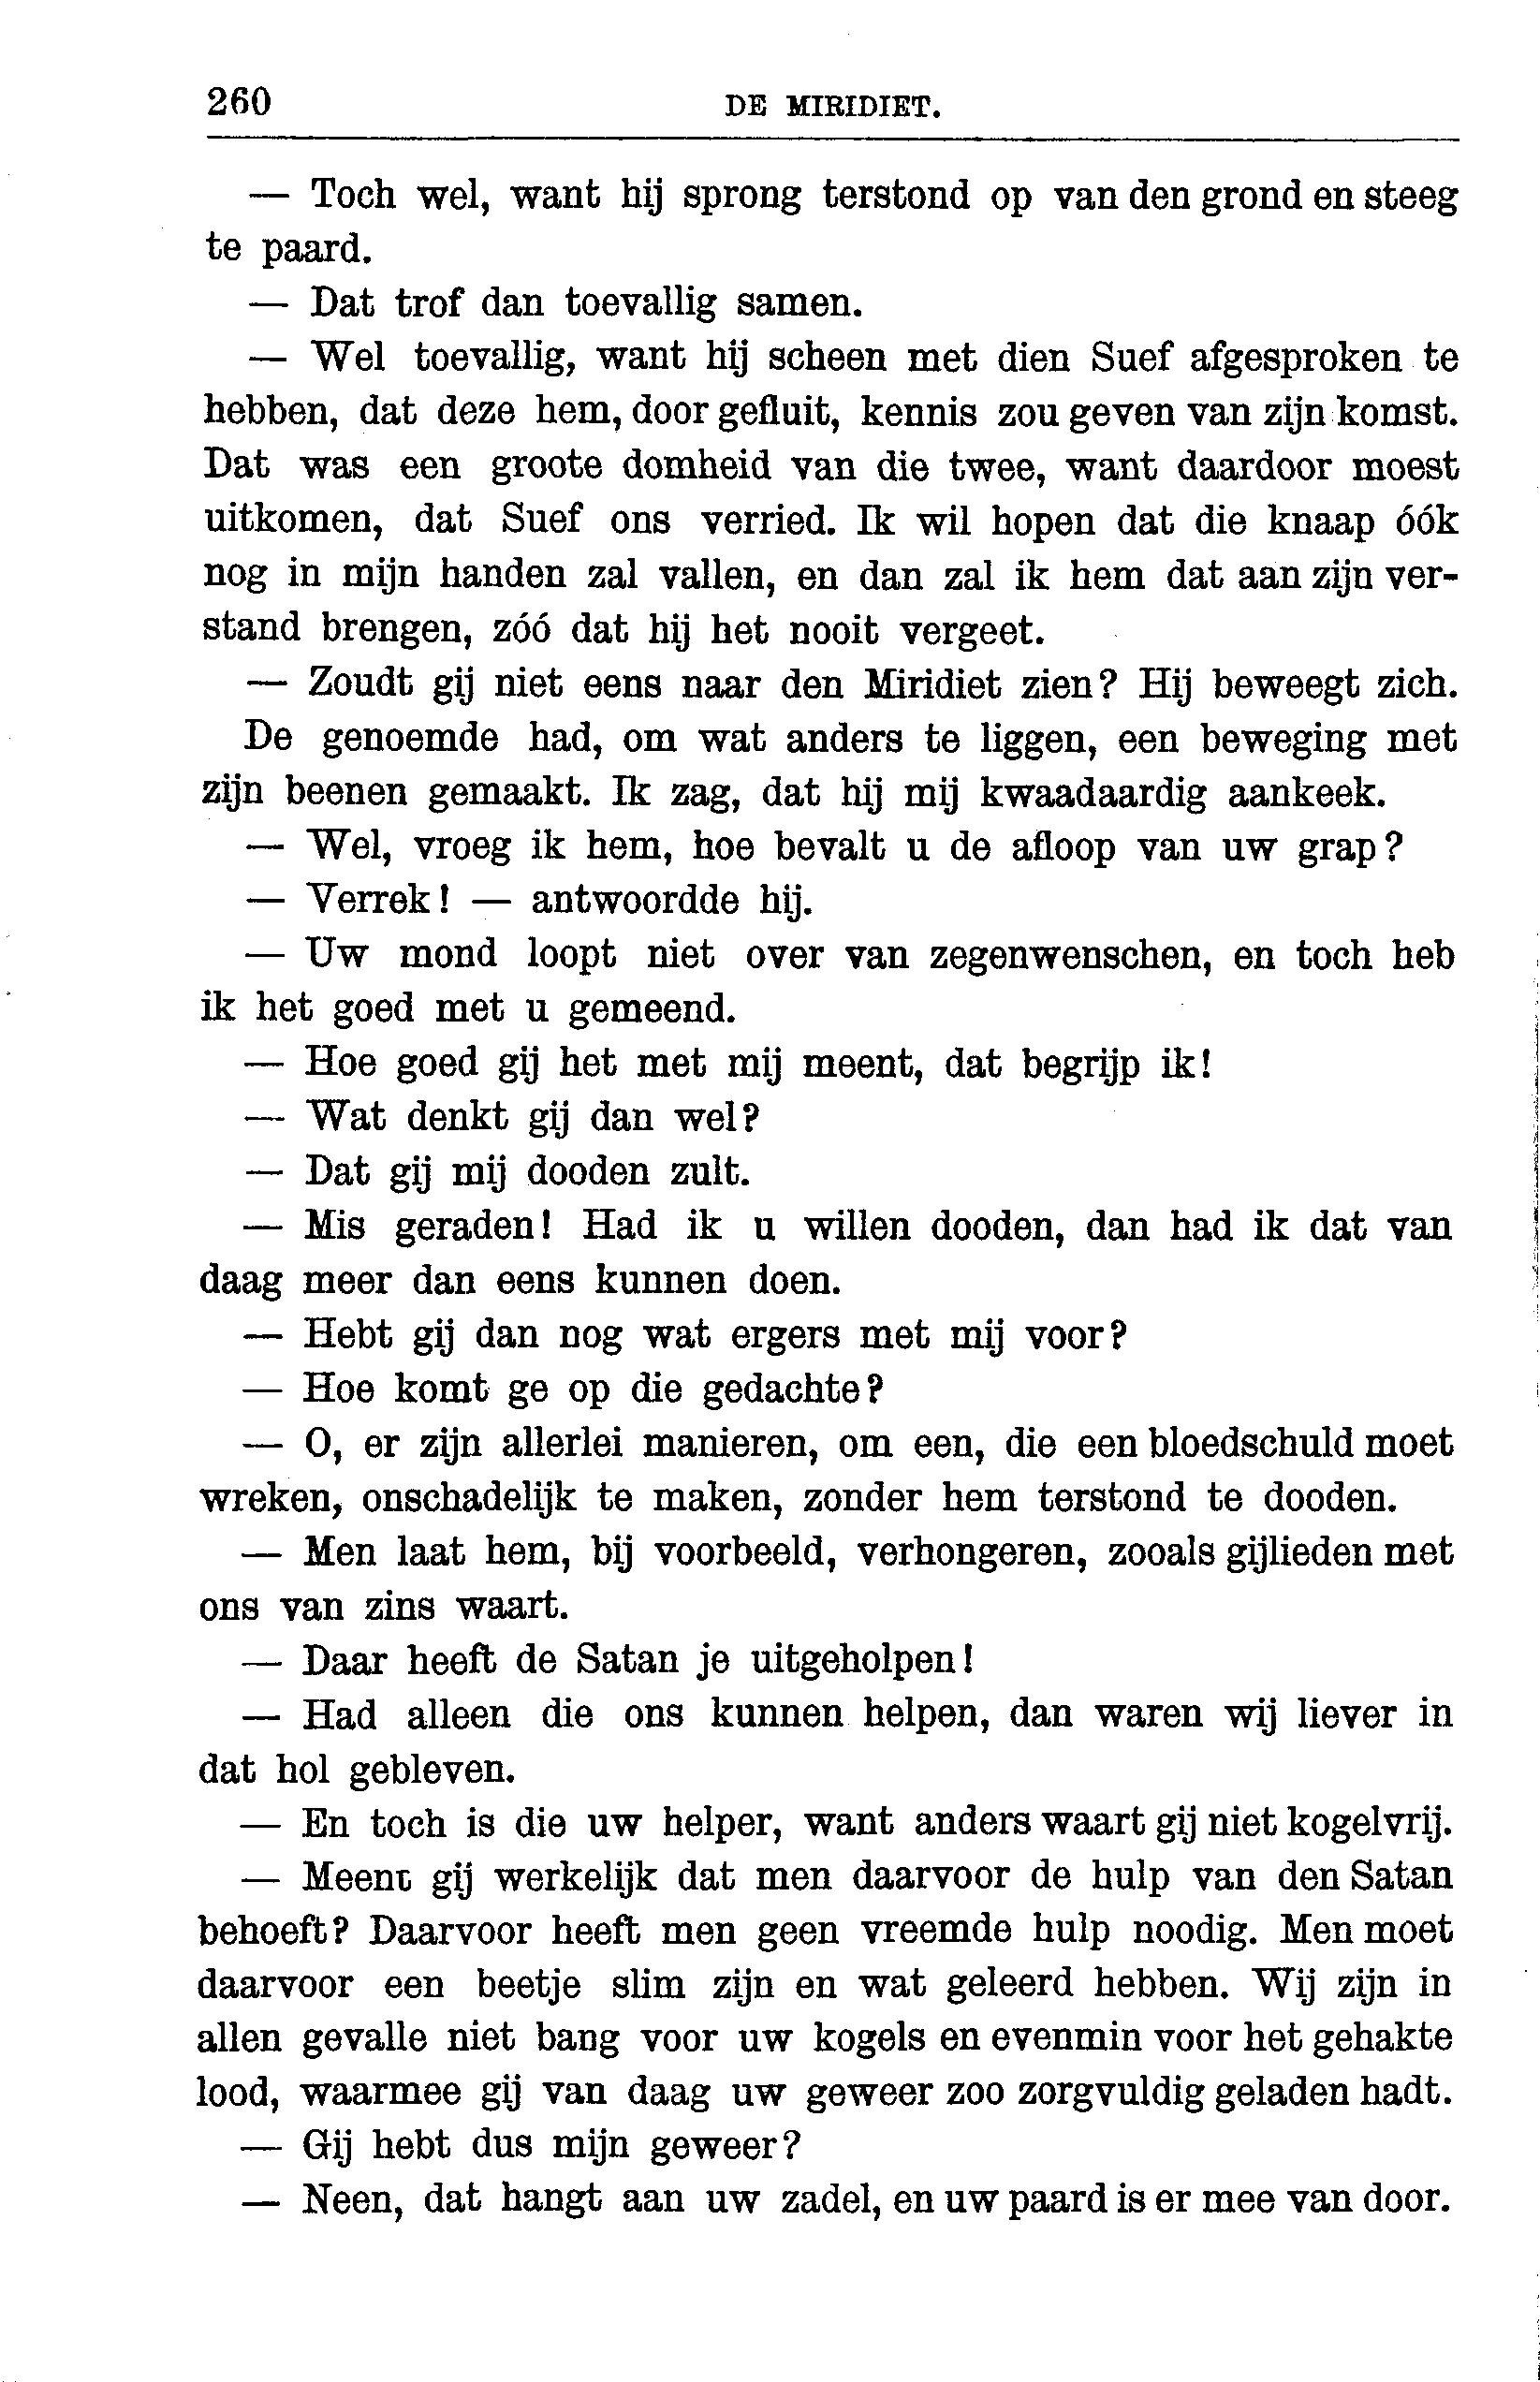 260 DE MIRIDIET.
— Toch wel, want hij sprong terstond op van den grond en steeg
te paard.
— Dat trof dan toevallig samen.
— Wel toevallig, want hij scheen met dien Suef afgesproken te
hebben, dat deze hem, door gefluit, kennis zou geven van zijn komst.
Dat was een groote domheid van die twee, want daardoor moest
uitkomen, dat Suef ons verried. Ik wil hopen dat die knaap óók
nog in mijn handen zal vallen, en dan zal ik hem dat aan zijn ver-
stand brengen, zóó dat hij het nooit vergeet.
— Zoudt gij niet eens naar den Miridiet zien? Hij beweegt zich.
De genoemde had, om wat anders te liggen, een beweging met
zijn beenen gemaakt. Ik zag, dat hij mij kwaadaardig aankeek.
— Wel, vroeg ik hem, hoe bevalt u de afloop van uw grap?
— Verrek! — antwoordde hij.
— Uw mond loopt niet over van zegenwenschen, en toch heb
ik het goed met u gemeend.
— Hoe goed gij het met mij meent, dat begrijp ik!
— Wat denkt gij dan wel?
— Dat gij mij dooden zult.
— Mis geraden! Had ik u willen dooden, dan had ik dat van
daag meer dan eens kunnen doen.
— Hebt gij dan nog wat ergers met mij voor?
— Hoe komt ge op die gedachte?
— O, er zijn allerlei manieren, om een, die een bloedschuld moet
wreken, onschadelijk te maken, zonder hem terstond te dooden.
— Men laat hem, bij voorbeeld, verhongeren, zooals gijlieden met
ons van zins waart.
— Daar heeft de Satan je uitgeholpen!
— Had alleen die ons kunnen helpen, dan waren wij liever in
dat hol gebleven.
— En toch is die uw helper, want anders waart gij niet kogelvrij.
— Meent gij werkelijk dat men daarvoor de hulp van den Satan
behoeft? Daarvoor heeft men geen vreemde hulp noodig. Men moet
daarvoor een beetje slim zijn en wat geleerd hebben. Wij zijn in
allen gevalle niet bang voor uw kogels en evenmin voor het gehakte
lood, waarmee gij van daag uw geweer zoo zorgvuldig geladen hadt.
— Gij hebt dus mijn geweer?
— Neen, dat hangt aan uw zadel, en uw paard is er mee van door.